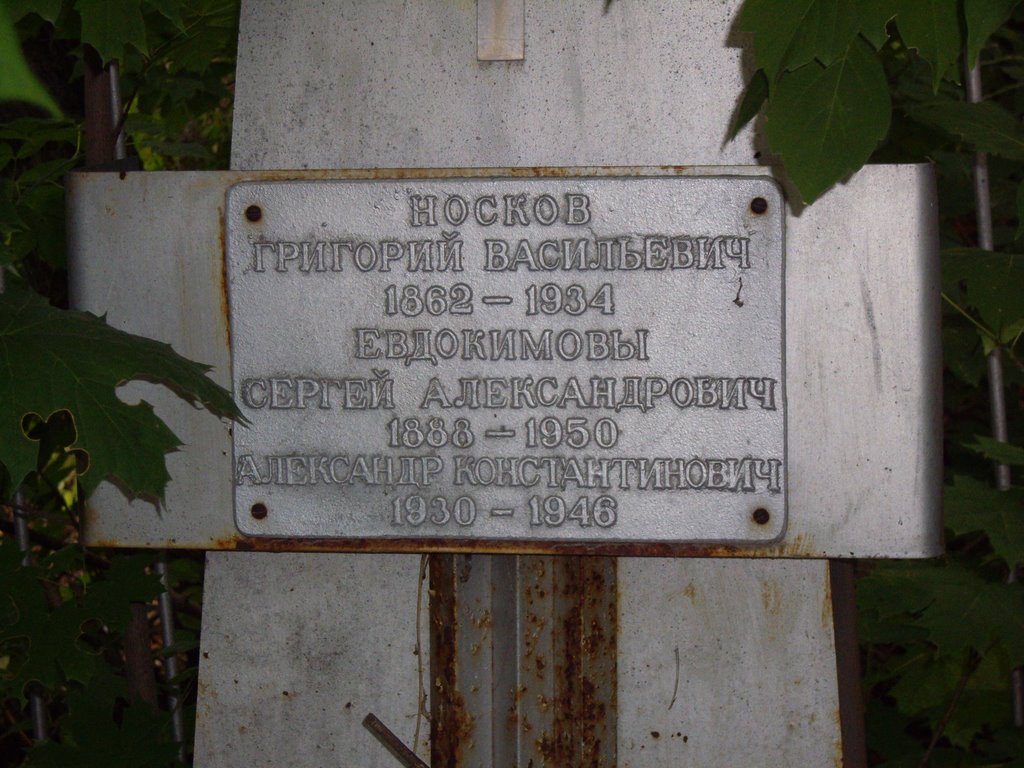 НОСКОВ
ГРИГОРИЙ ВАСИЛЬЕВИЧ
1862 – 1934
ЕВДОКИМОВЫ
СЕРГЕЙ АЛЕКСАНДРОВИЧ
1888 – 1950
АЛЕКСАНДР КОНСТАНТИНОВИЧ
1930 – 1946